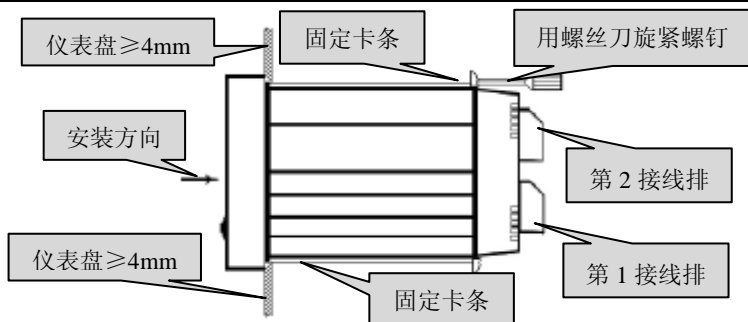 仪表盘≥4mm
固定卡条
用螺丝刀旋紧螺钉
安装方向
第 2 接线排
仪表盘≥4mm
第 1 接线排
固定卡条